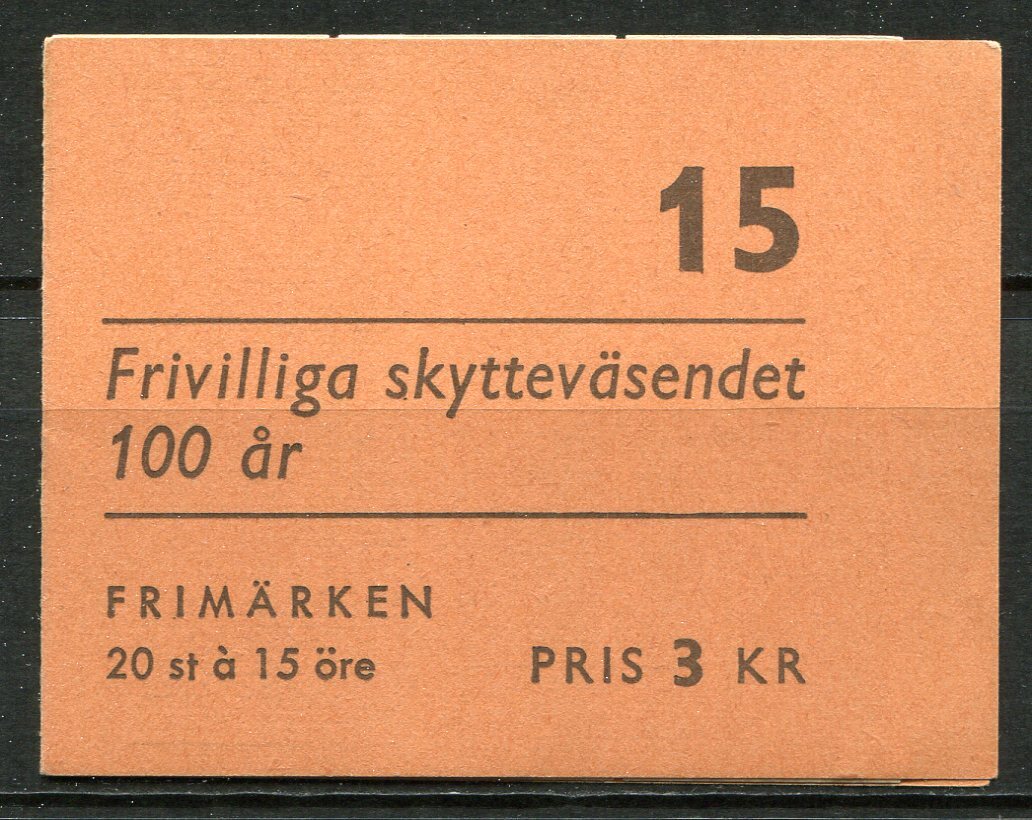 15
Frivilliga skytteväsendet
100 år
FRIMÄRKEN
20 st à 15 öre
PRIS 3 KR